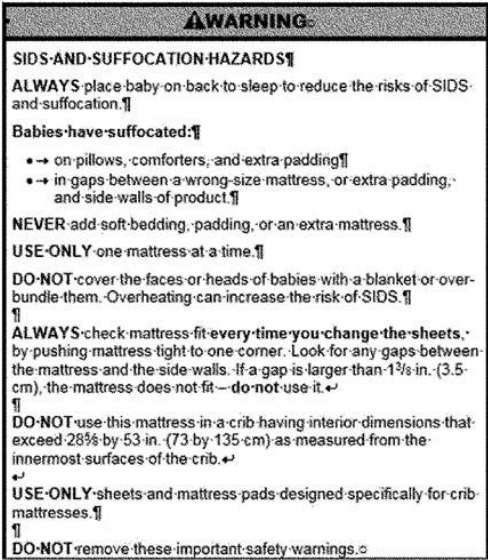 ⚠WARNING
SIDS AND SUFFOCATION HAZARDS¶
ALWAYS place baby on back to sleep to reduce the risks of SIDS
and suffocation.¶
Babies have suffocated:¶
•→ on pillows, comforters, and extra padding¶
•→ in gaps between a wrong-size mattress, or extra padding,
and side walls of product.¶
NEVER add soft bedding, padding, or an extra mattress.¶
USE ONLY one mattress at a time.¶
DO NOT cover the faces or heads of babies with a blanket or over-
bundle them. Overheating can increase the risk of SIDS.¶
¶
ALWAYS check mattress fit every time you change the sheets,
by pushing mattress tight to one corner. Look for any gaps between
the mattress and the side walls. If a gap is larger than 1³/₈ in. (3.5
cm), the mattress does not fit – do not use it.↵
¶
DO NOT use this mattress in a crib having interior dimensions that
exceed 28⅝ by 53 in. (73 by 135 cm) as measured from the
innermost surfaces of the crib.↵
↵
USE ONLY sheets and mattress pads designed specifically for crib
mattresses.¶
¶
DO NOT remove these important safety warnings.¤